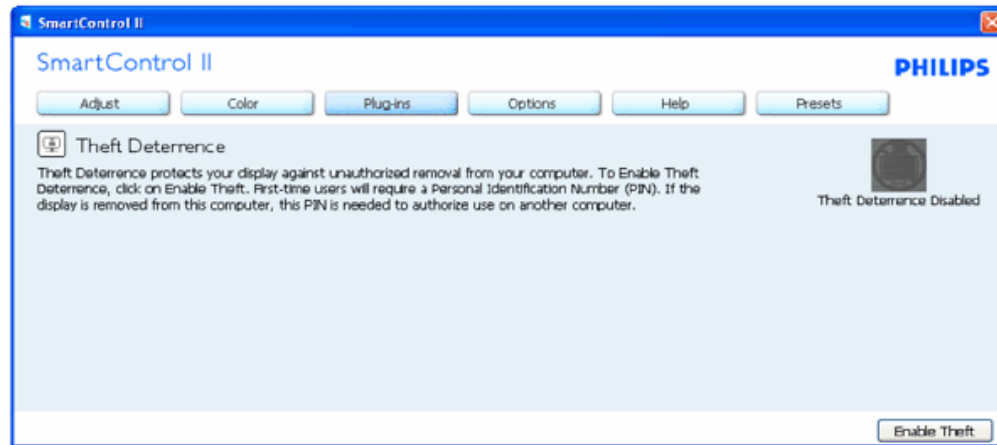 SmartControl II
SmartControl II
PHILIPS
Adjust Color Plug-ins Options Help Presets
Theft Deterrence
Theft Deterrence protects your display against unauthorized removal from your computer. To Enable Theft
Deterrence, click on Enable Theft. First-time users will require a Personal Identification Number (PIN). If the
display is removed from this computer, this PIN is needed to authorize use on another computer.
Theft Deterrence Disabled
Enable Theft